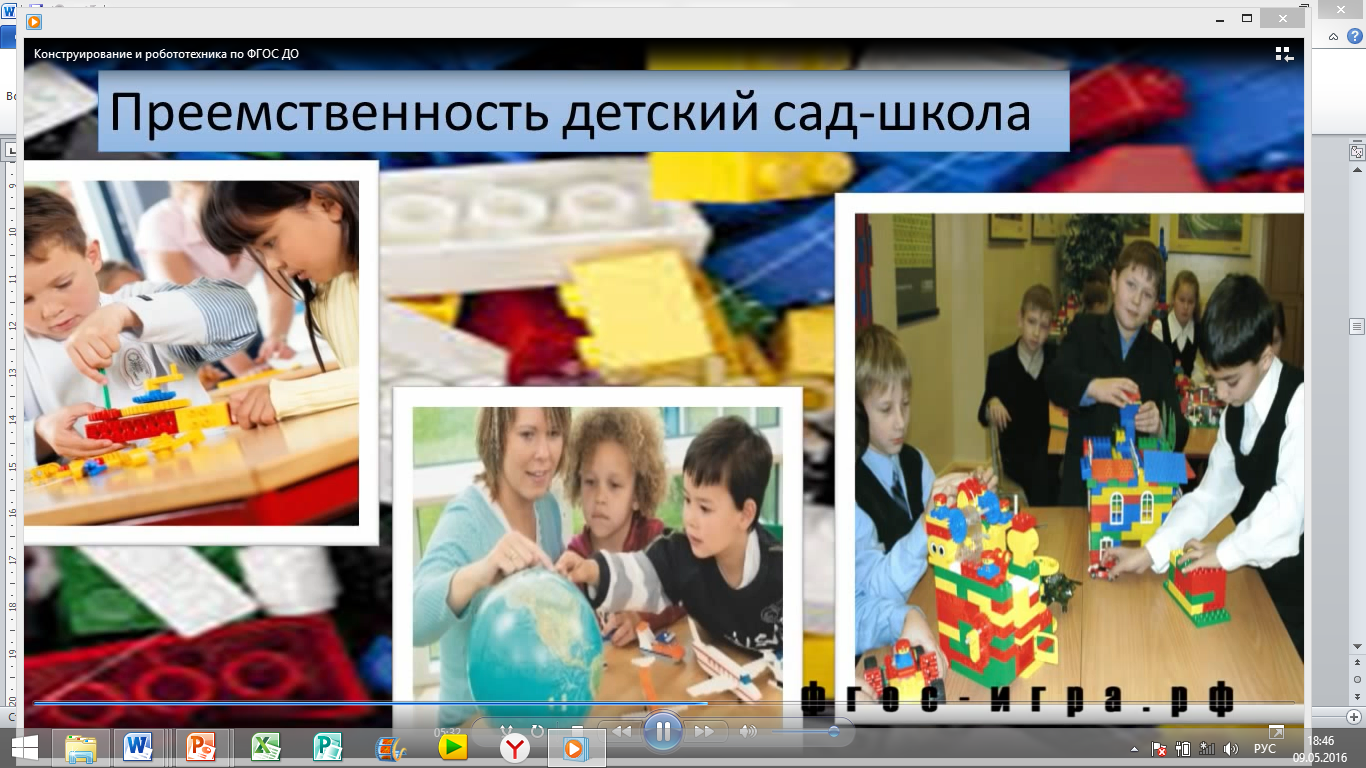 Конструирование и робототехника по ФГОС ДО
Преемственность детский сад-школа
фгос-игра.рф
05:32
РУС
18:46
09.05.2016